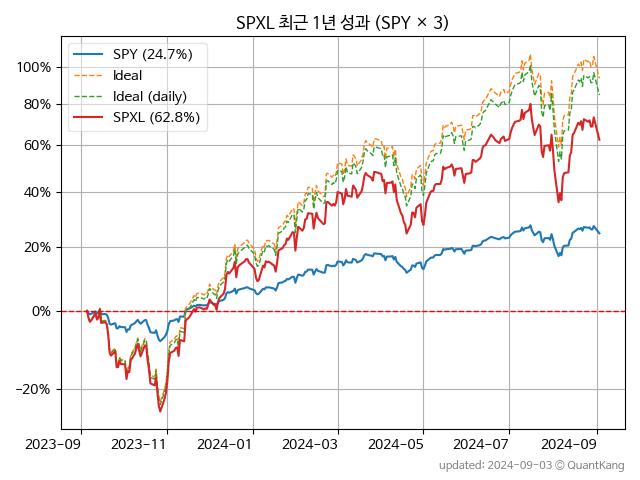 SPXL 최근 1년 성과 (SPY × 3)
SPY (24.7%)
Ideal
Ideal (daily)
SPXL (62.8%)
100%
80%
60%
40%
20%
0%
−20%
2023−09
2023−11
2024−01
2024−03
2024−05
2024−07
2024−09
updated: 2024−09−03 © QuantKang